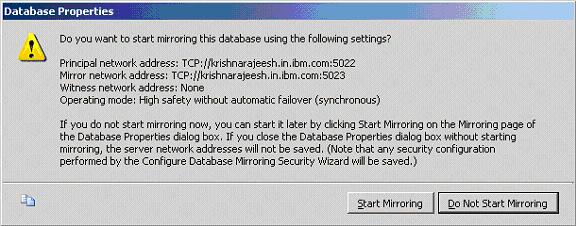 Database Properties
Do you want to start mirroring this database using the following settings?
Principal network address: TCP://krishnarajeesh.in.ibm.com:5022
Mirror network address: TCP://krishnarajeesh.in.ibm.com:5023
Witness network address: None
Operating mode: High safety without automatic failover (synchronous)
If you do not start mirroring now, you can start it later by clicking Start Mirroring on the Mirroring page
of the Database Properties dialog box. If you close the Database Properties dialog box without starting
mirroring, the server network addresses will not be saved. (Note that any security configuration
performed by the Configure Database Mirroring Security Wizard will be saved.)
Start Mirroring
Do Not Start Mirroring